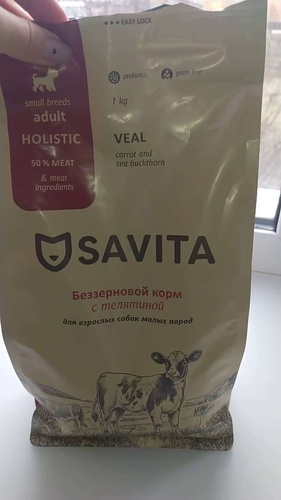 EASY LOCK
probiotics
grain free
small breeds
adult
HOLISTIC
50 % MEAT
& meat
ingredients
1 kg
VEAL
carrot and
sea buckthorn
SAVITA
Беззерновой корм
с телятиной
для взрослых собак малых пород